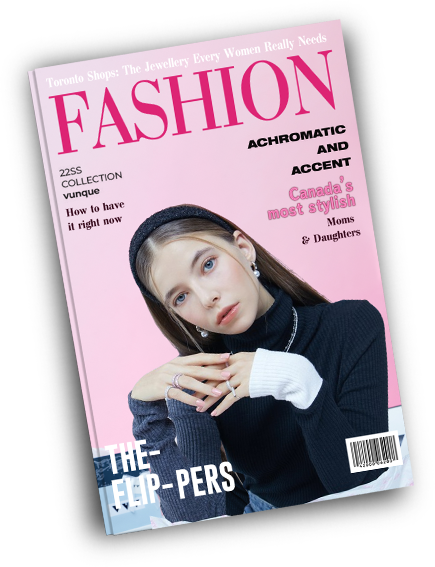 Toronto Shops: The Jewellery Every Women Really Needs
FASHION
22SS
COLLECTION
vunque
How to have
it right now
ACHROMATIC
AND
ACCENT
Canada's
most stylish
Moms
& Daughters
THE-
FLIP-PERS